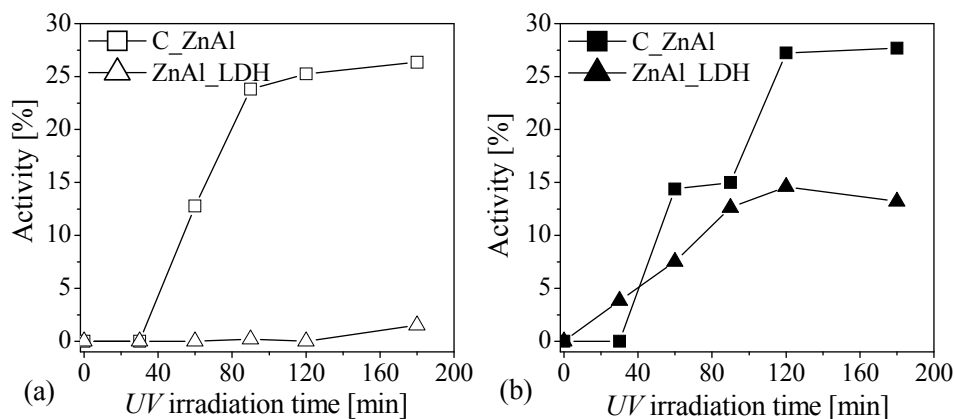 30
25
20
15
10
5
0
Activity [%]
C_ZnAl
ZnAl_LDH
0 40 80 120 160 200
(a) UV irradiation time [min]
30
25
20
15
10
5
0
Activity [%]
C_ZnAl
ZnAl_LDH
0 40 80 120 160 200
(b) UV irradiation time [min]